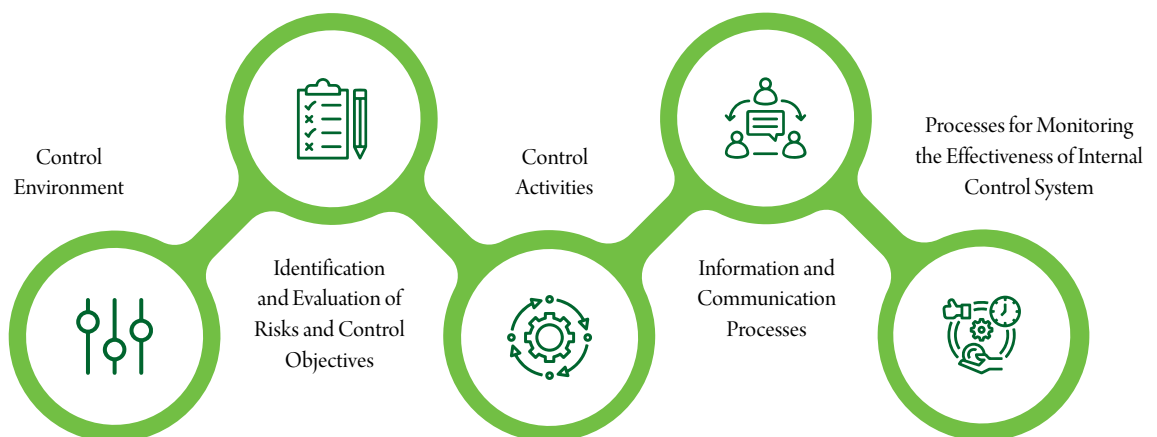 Control
Environment
Identification
and Evaluation of
Risks and Control
Objectives
Control
Activities
Information and
Communication
Processes
Processes for Monitoring
the Effectiveness of Internal
Control System